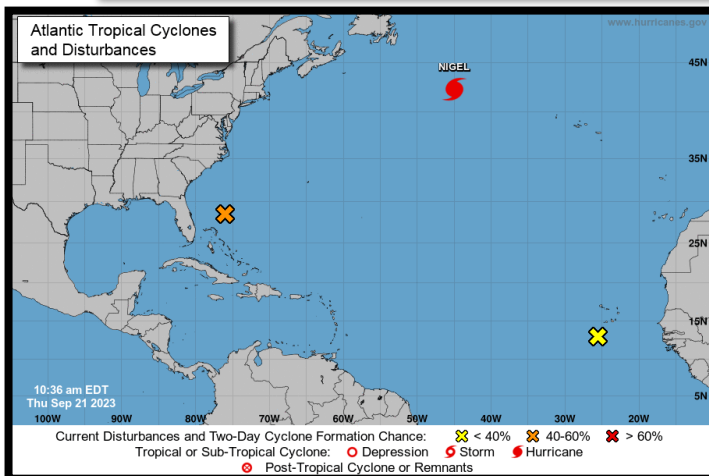 www.hurricanes.gov
Atlantic Tropical Cyclones
and Disturbances
NIGEL
45N
35N
25N
15N
5N
10:36 am EDT
Thu Sep 21 2023
100W 90W 80W 70W 60W 50W 40W 30W 20W
Current Disturbances and Two-Day Cyclone Formation Chance: < 40% 40-60% > 60%
Tropical or Sub-Tropical Cyclone: Depression Storm Hurricane
Post-Tropical Cyclone or Remnants